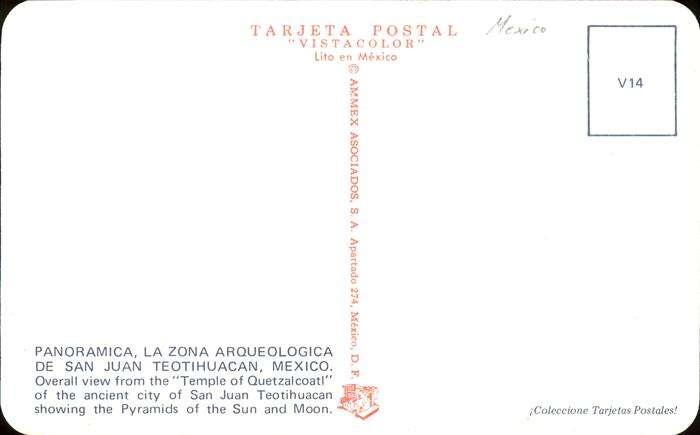 TARJETA POSTAL
"VISTACOLOR"
Lito en México
Mexico
V14
© AMMEX ASOCIADOS, S. A. Apartado 274, México, D. F.
PANORAMICA, LA ZONA ARQUEOLOGICA
DE SAN JUAN TEOTIHUACAN, MEXICO.
Overall view from the "Temple of Quetzalcoatl"
of the ancient city of San Juan Teotihuacan
showing the Pyramids of the Sun and Moon.
¡Coleccione Tarjetas Postales!